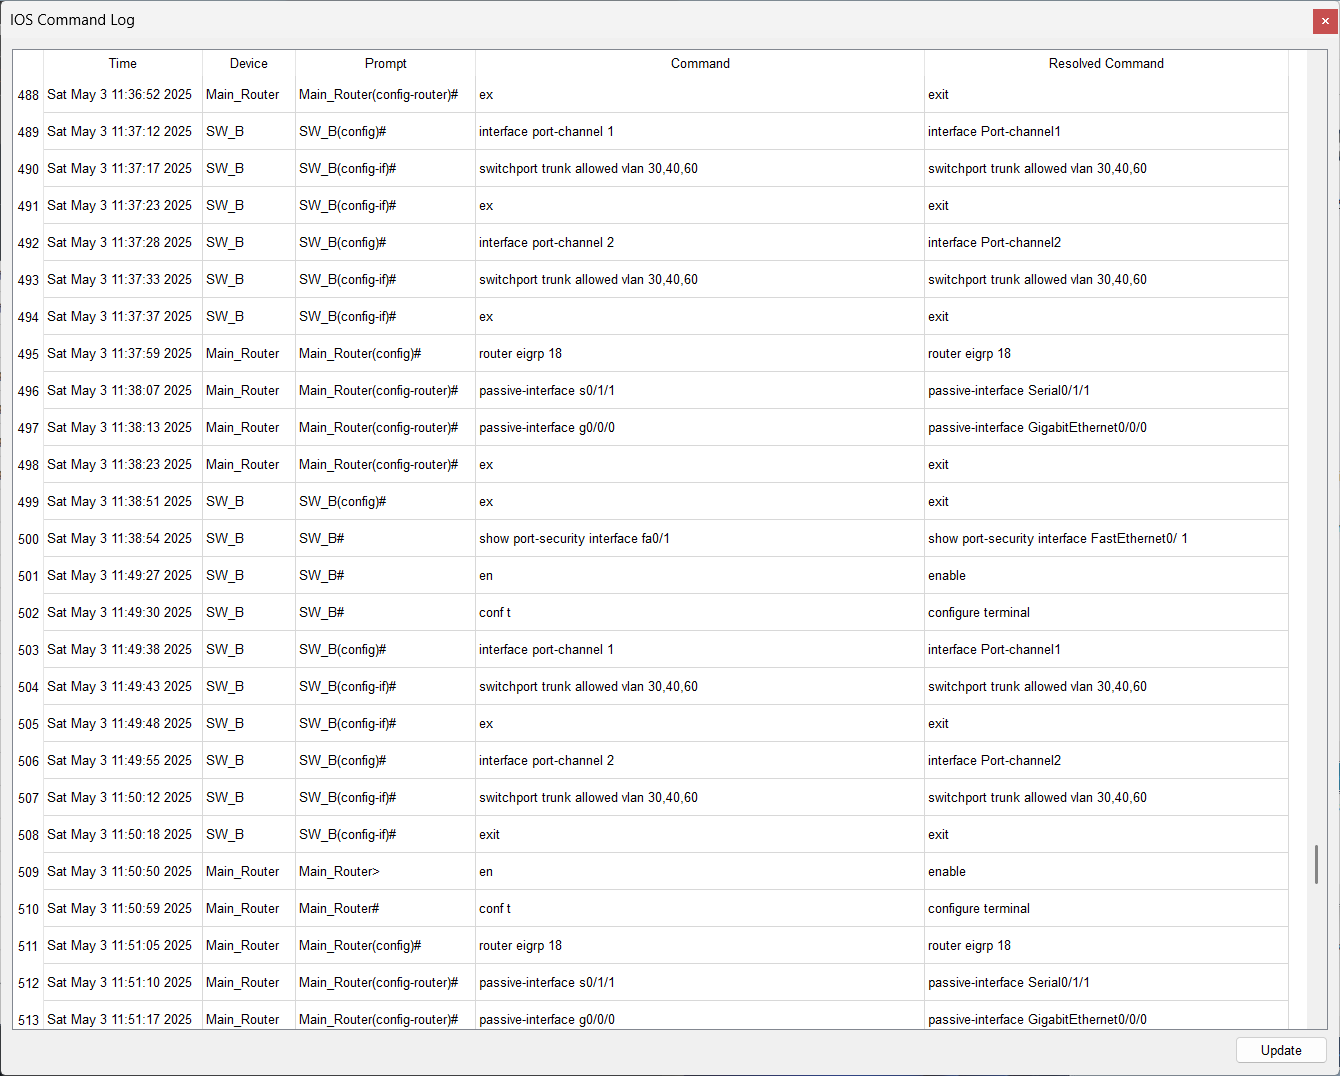 IOS Command Log
Time Device Prompt Command Resolved Command
488 Sat May 3 11:36:52 2025 Main_Router Main_Router(config-router)# ex exit
489 Sat May 3 11:37:12 2025 SW_B SW_B(config)# interface port-channel 1 interface Port-channel1
490 Sat May 3 11:37:17 2025 SW_B SW_B(config-if)# switchport trunk allowed vlan 30,40,60 switchport trunk allowed vlan 30,40,60
491 Sat May 3 11:37:23 2025 SW_B SW_B(config-if)# ex exit
492 Sat May 3 11:37:28 2025 SW_B SW_B(config)# interface port-channel 2 interface Port-channel2
493 Sat May 3 11:37:33 2025 SW_B SW_B(config-if)# switchport trunk allowed vlan 30,40,60 switchport trunk allowed vlan 30,40,60
494 Sat May 3 11:37:37 2025 SW_B SW_B(config-if)# ex exit
495 Sat May 3 11:37:59 2025 Main_Router Main_Router(config)# router eigrp 18 router eigrp 18
496 Sat May 3 11:38:07 2025 Main_Router Main_Router(config-router)# passive-interface s0/1/1 passive-interface Serial0/1/1
497 Sat May 3 11:38:13 2025 Main_Router Main_Router(config-router)# passive-interface g0/0/0 passive-interface GigabitEthernet0/0/0
498 Sat May 3 11:38:23 2025 Main_Router Main_Router(config-router)# ex exit
499 Sat May 3 11:38:51 2025 SW_B SW_B(config)# ex exit
500 Sat May 3 11:38:54 2025 SW_B SW_B# show port-security interface fa0/1 show port-security interface FastEthernet0/ 1
501 Sat May 3 11:49:27 2025 SW_B SW_B# en enable
502 Sat May 3 11:49:30 2025 SW_B SW_B# conf t configure terminal
503 Sat May 3 11:49:38 2025 SW_B SW_B(config)# interface port-channel 1 interface Port-channel1
504 Sat May 3 11:49:43 2025 SW_B SW_B(config-if)# switchport trunk allowed vlan 30,40,60 switchport trunk allowed vlan 30,40,60
505 Sat May 3 11:49:48 2025 SW_B SW_B(config-if)# ex exit
506 Sat May 3 11:49:55 2025 SW_B SW_B(config)# interface port-channel 2 interface Port-channel2
507 Sat May 3 11:50:12 2025 SW_B SW_B(config-if)# switchport trunk allowed vlan 30,40,60 switchport trunk allowed vlan 30,40,60
508 Sat May 3 11:50:18 2025 SW_B SW_B(config-if)# exit exit
509 Sat May 3 11:50:50 2025 Main_Router Main_Router> en enable
510 Sat May 3 11:50:59 2025 Main_Router Main_Router# conf t configure terminal
511 Sat May 3 11:51:05 2025 Main_Router Main_Router(config)# router eigrp 18 router eigrp 18
512 Sat May 3 11:51:10 2025 Main_Router Main_Router(config-router)# passive-interface s0/1/1 passive-interface Serial0/1/1
513 Sat May 3 11:51:17 2025 Main_Router Main_Router(config-router)# passive-interface g0/0/0 passive-interface GigabitEthernet0/0/0
Update